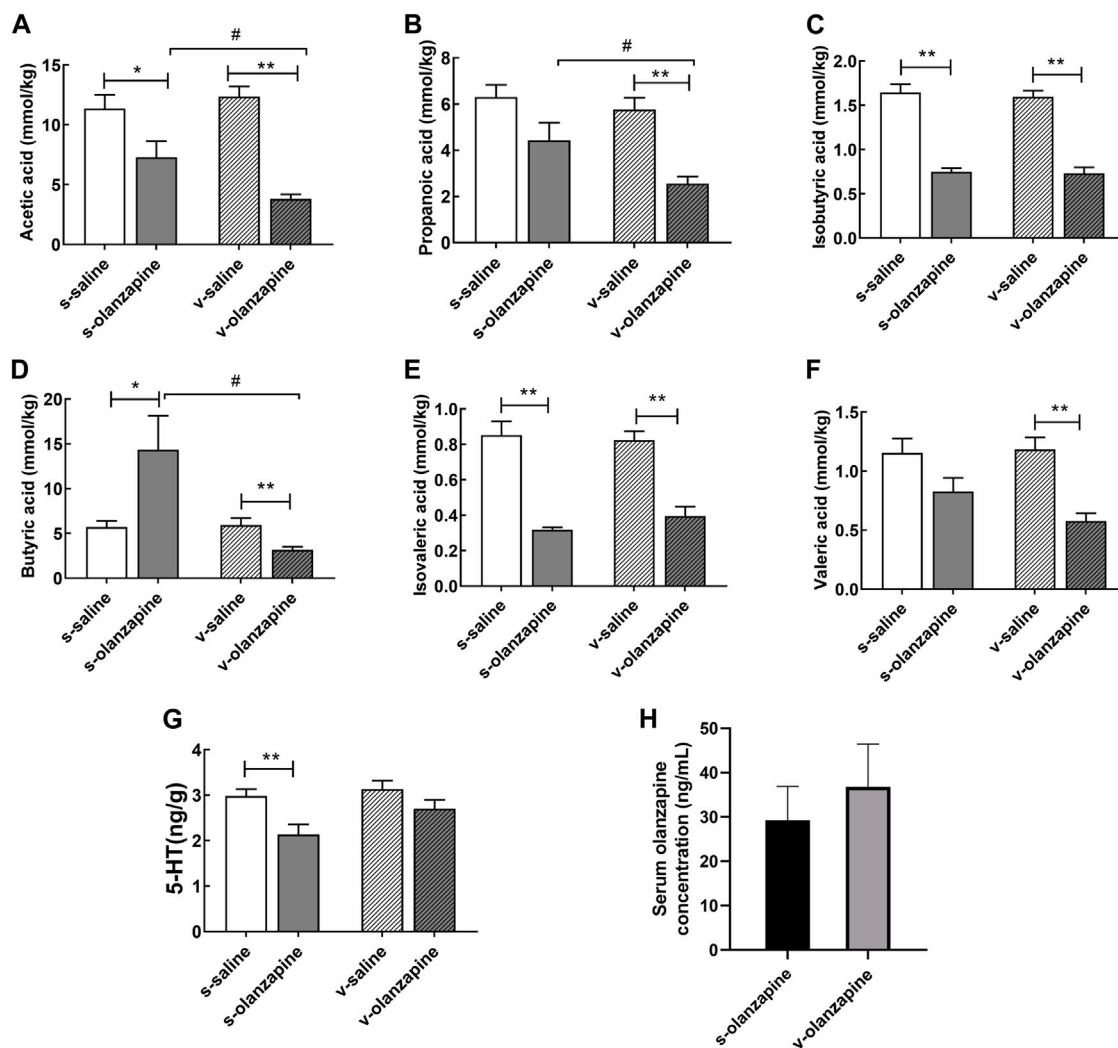 A
Acetic acid (mmol/kg)
15
10
5
0
*
**
#
s-saline
s-olanzapine
v-saline
v-olanzapine
B
Propanoic acid (mmol/kg)
8
6
4
2
0
#
**
s-saline
s-olanzapine
v-saline
v-olanzapine
C
Isobutyric acid (mmol/kg)
2.0
1.5
1.0
0.5
0.0
**
**
s-saline
s-olanzapine
v-saline
v-olanzapine
D
Butyric acid (mmol/kg)
20
15
10
5
0
*
#
**
s-saline
s-olanzapine
v-saline
v-olanzapine
E
Isovaleric acid (mmol/kg)
1.0
0.8
0.6
0.4
0.2
0.0
**
**
s-saline
s-olanzapine
v-saline
v-olanzapine
F
Valeric acid (mmol/kg)
1.5
1.0
0.5
0.0
**
s-saline
s-olanzapine
v-saline
v-olanzapine
G
5-HT(ng/g)
4
3
2
1
0
**
s-saline
s-olanzapine
v-saline
v-olanzapine
H
Serum olanzapine
concentration (ng/mL)
50
40
30
20
10
0
s-olanzapine
v-olanzapine